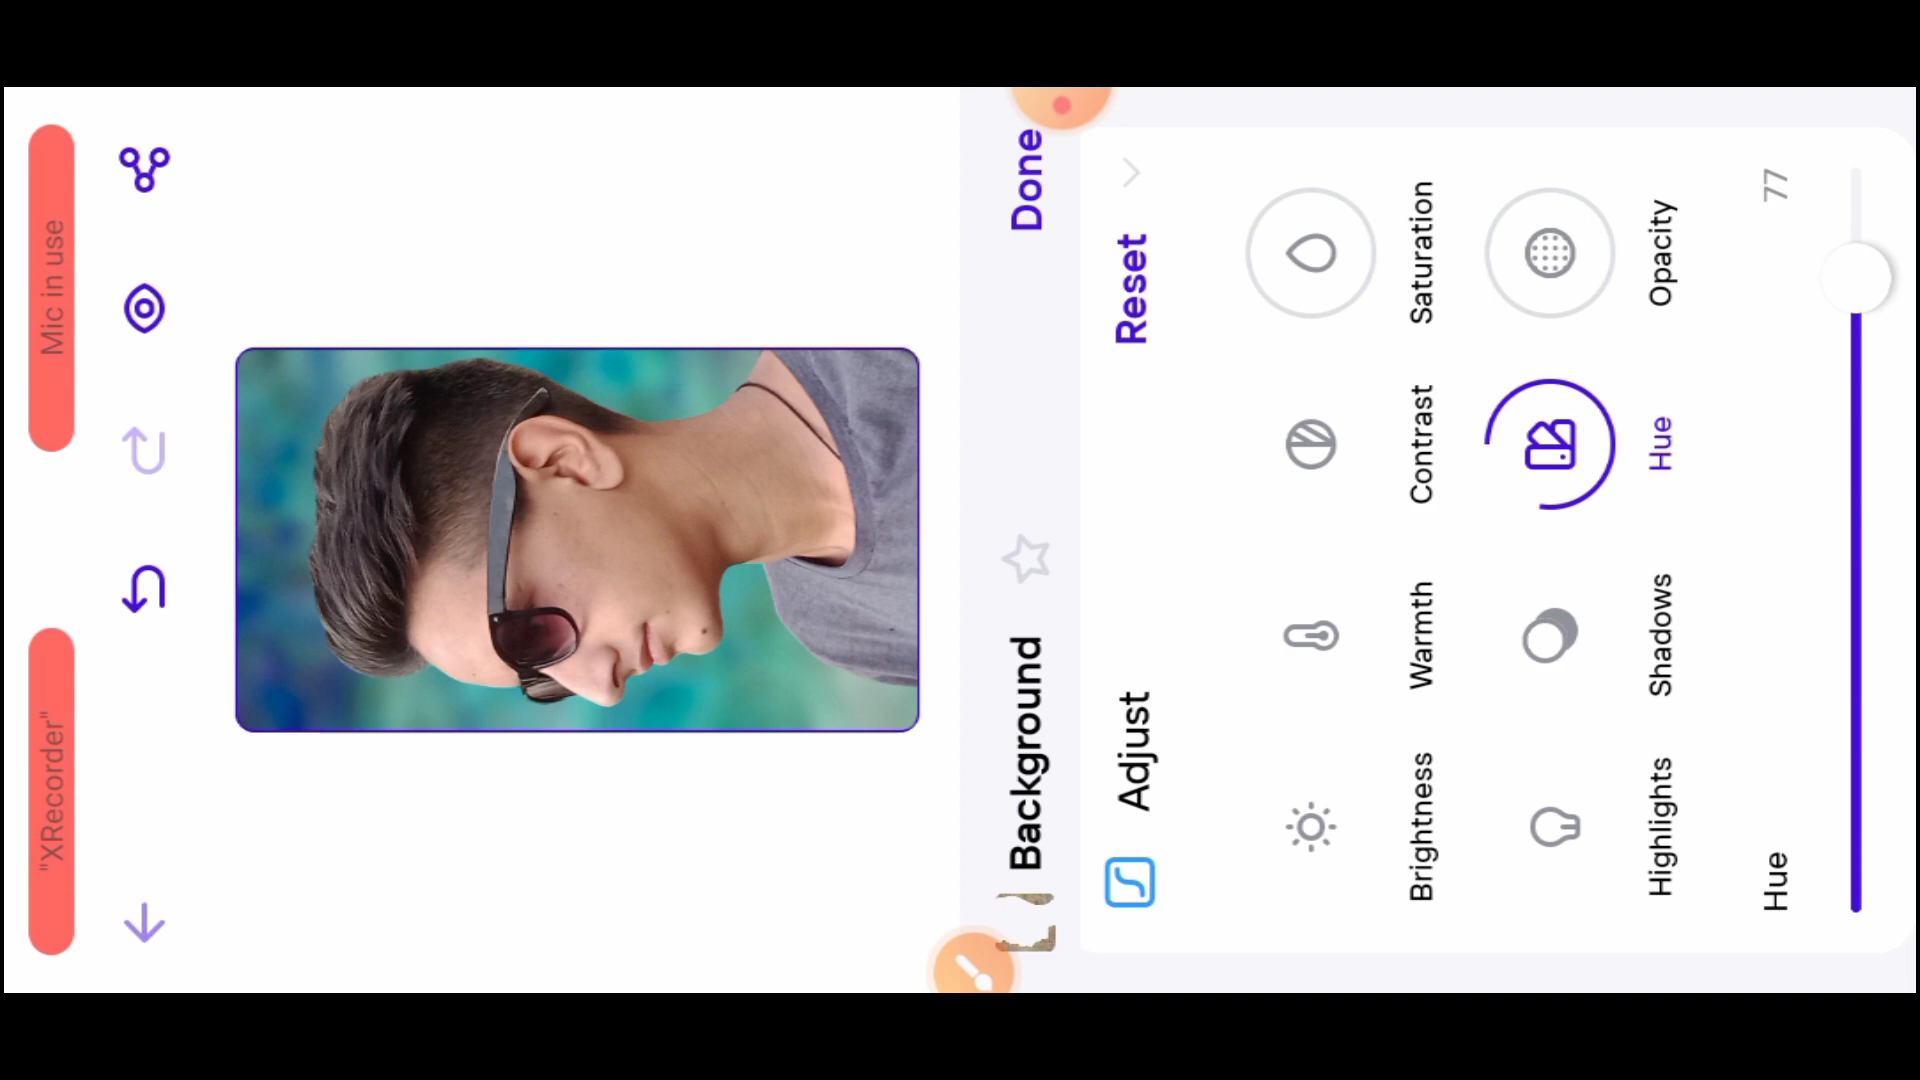 "XRecorder" Mic in use
Background Done
Adjust Reset
Brightness Warmth Contrast Saturation
Highlights Shadows Hue Opacity
Hue 77